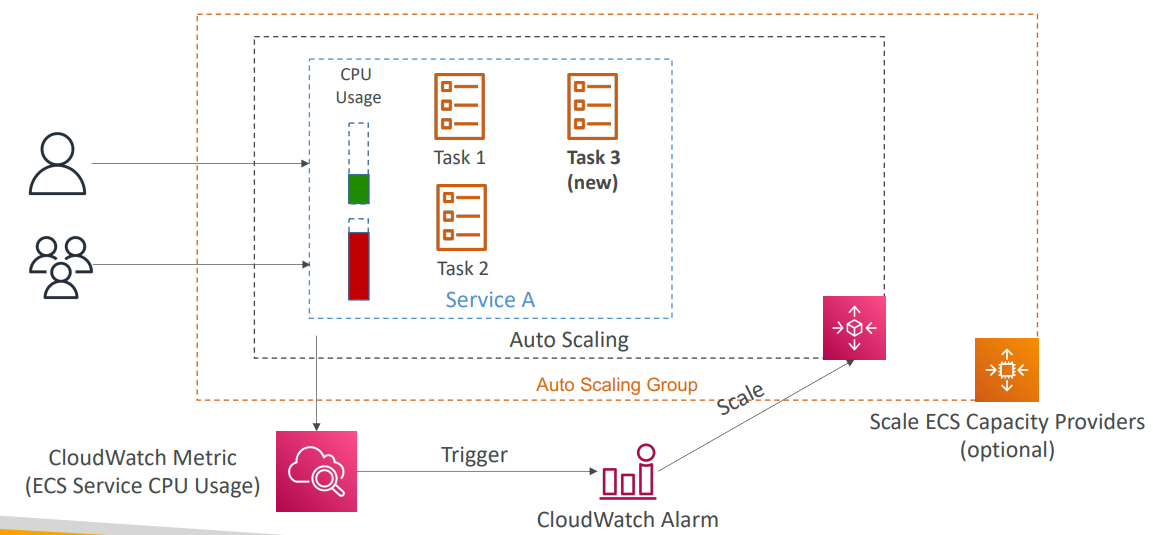 CPU
Usage
Task 1
Task 3
(new)
Task 2
Service A
Auto Scaling
Auto Scaling Group
Scale
Scale ECS Capacity Providers
(optional)
CloudWatch Metric
(ECS Service CPU Usage)
Trigger
CloudWatch Alarm